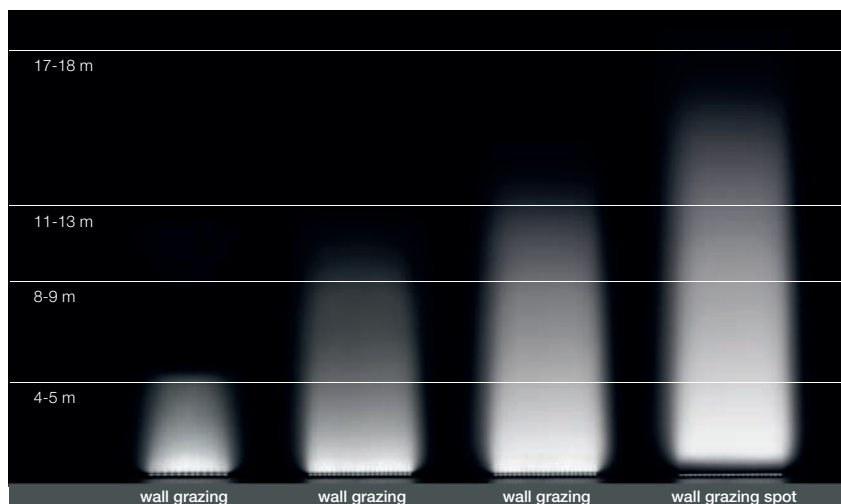 17-18 m
11-13 m
8-9 m
4-5 m
wall grazing wall grazing wall grazing wall grazing spot